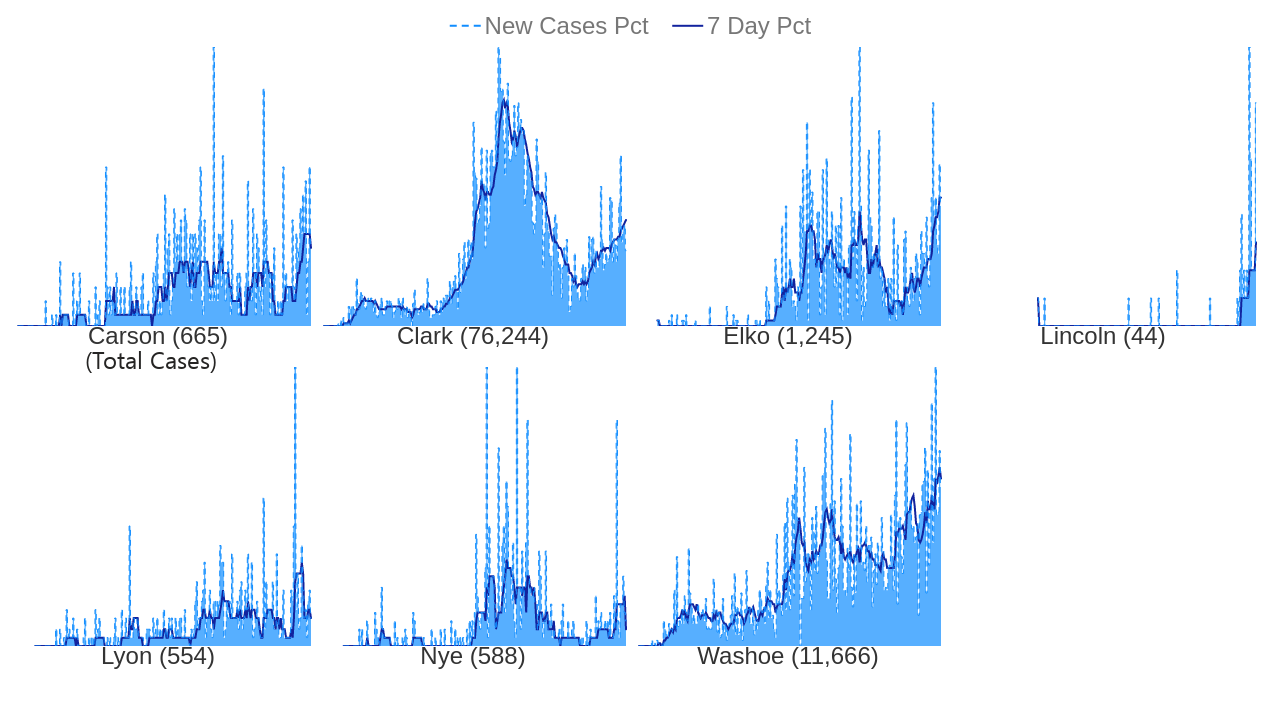 New Cases Pct 7 Day Pct
Carson (665) Clark (76,244) Elko (1,245) Lincoln (44)
(Total Cases)
Lyon (554) Nye (588) Washoe (11,666)